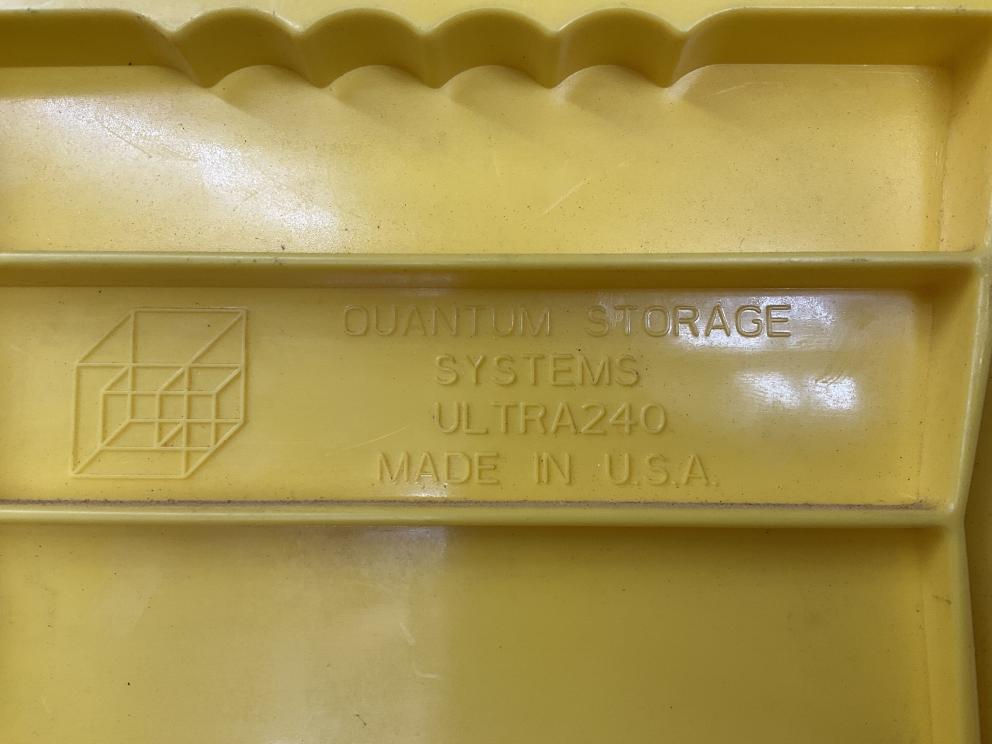 QUANTUM STORAGE
SYSTEMS
ULTRA240
MADE IN U.S.A.